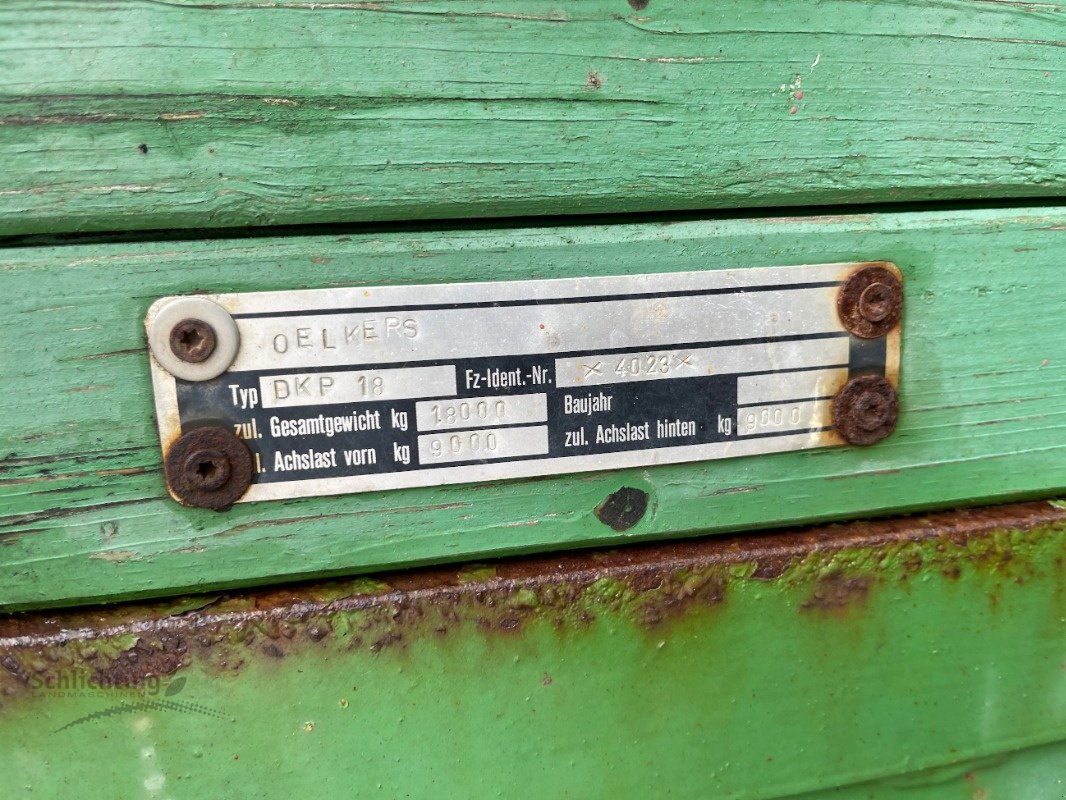 OELKERS
Typ DKP 18 Fz-Ident.-Nr. × 4023 ×
zul. Gesamtgewicht kg 18000 Baujahr
l. Achslast vorn kg 9000 zul. Achslast hinten kg 9000
Schlichting
LANDMASCHINEN